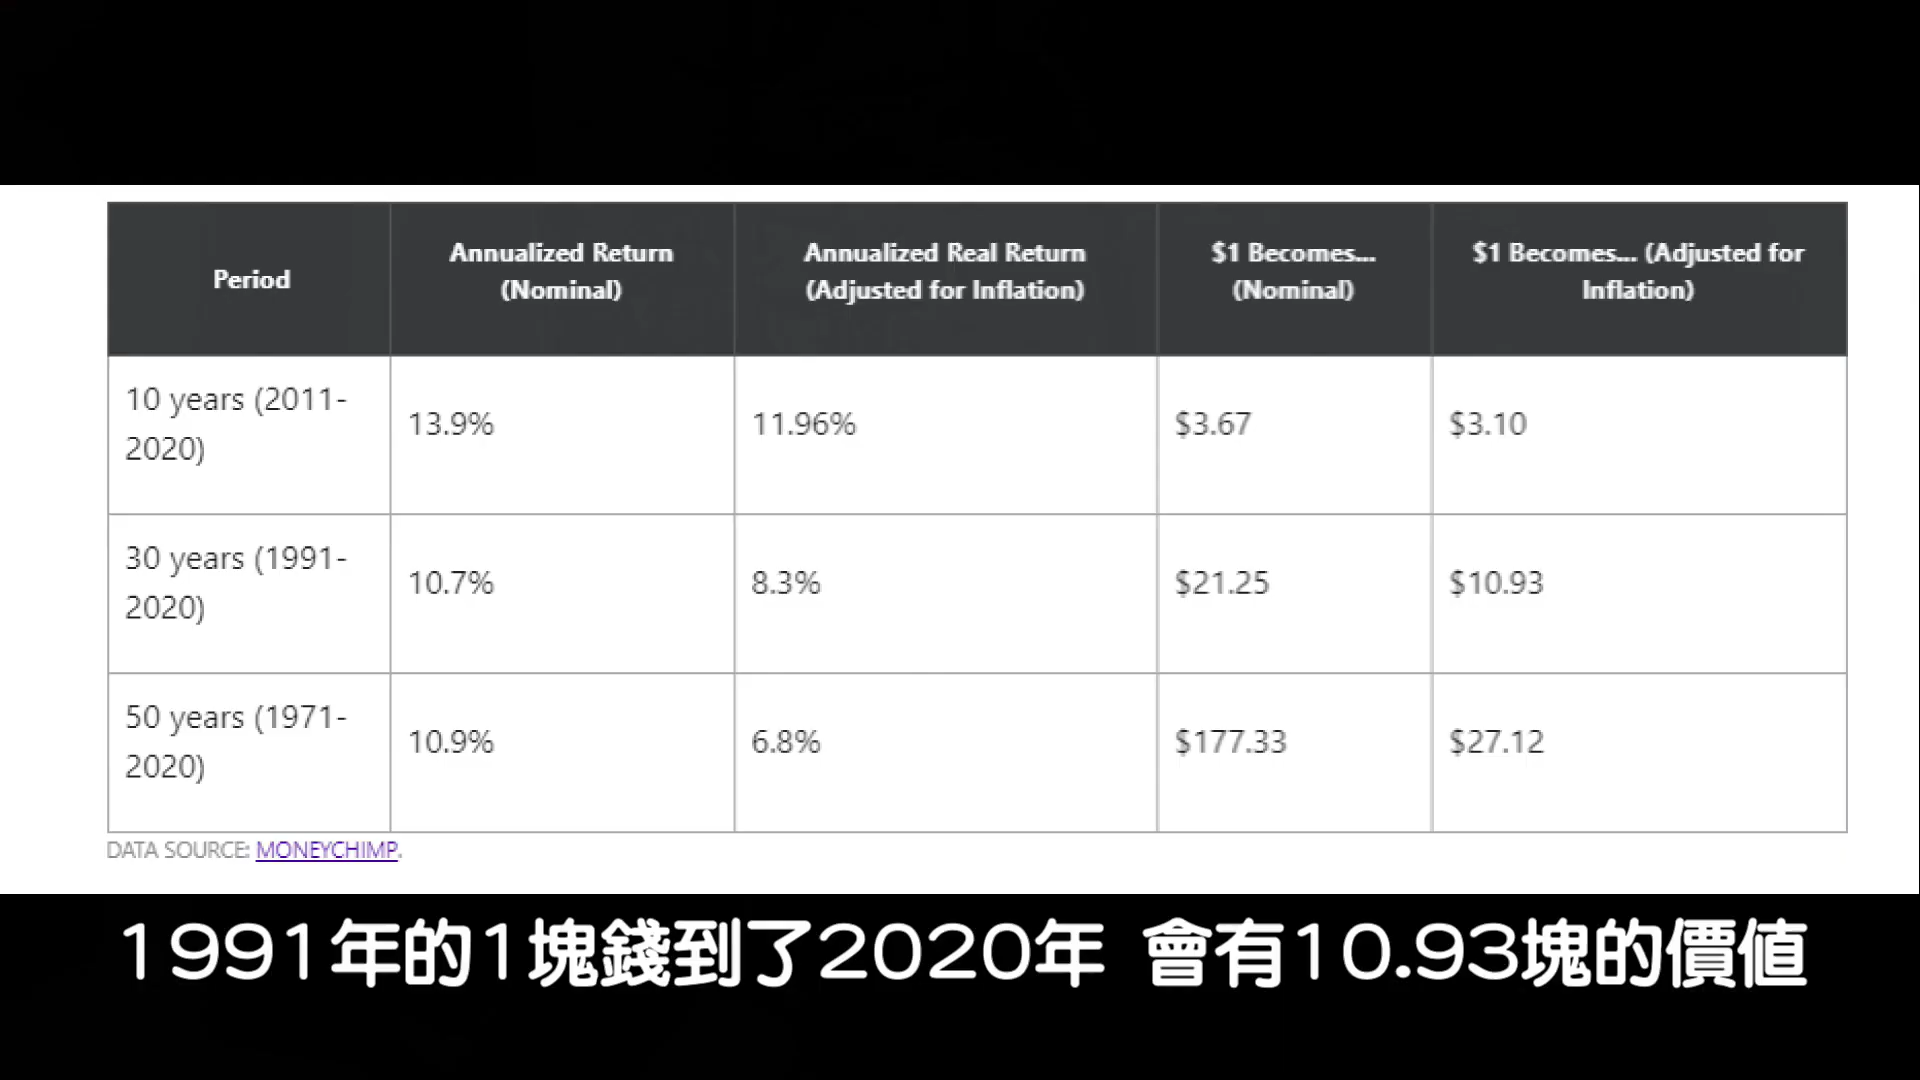 Period
Annualized Return
(Nominal)
Annualized Real Return
(Adjusted for Inflation)
$1 Becomes...
(Nominal)
$1 Becomes... (Adjusted for
Inflation)
10 years (2011-
2020)
13.9%
11.96%
$3.67
$3.10
30 years (1991-
2020)
10.7%
8.3%
$21.25
$10.93
50 years (1971-
2020)
10.9%
6.8%
$177.33
$27.12
DATA SOURCE: MONEYCHIMP.
1991年的1塊錢到了2020年 會有10.93塊的價值